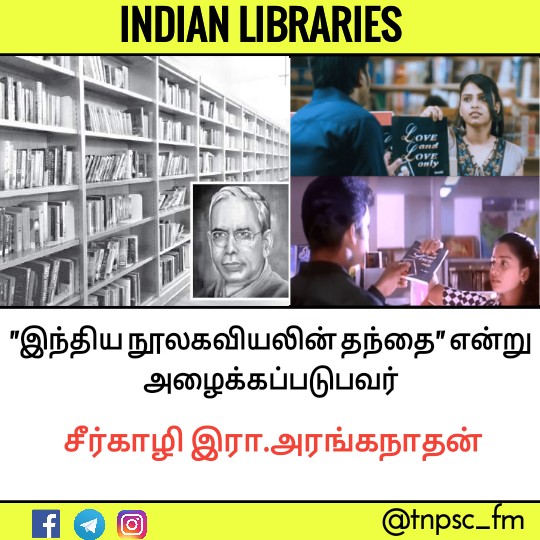 INDIAN LIBRARIES
LOVE
and
LOVE
only
"இந்திய நூலகவியலின் தந்தை" என்று
அழைக்கப்படுபவர்
சீர்காழி இரா.அரங்கநாதன்
@tnpsc_fm